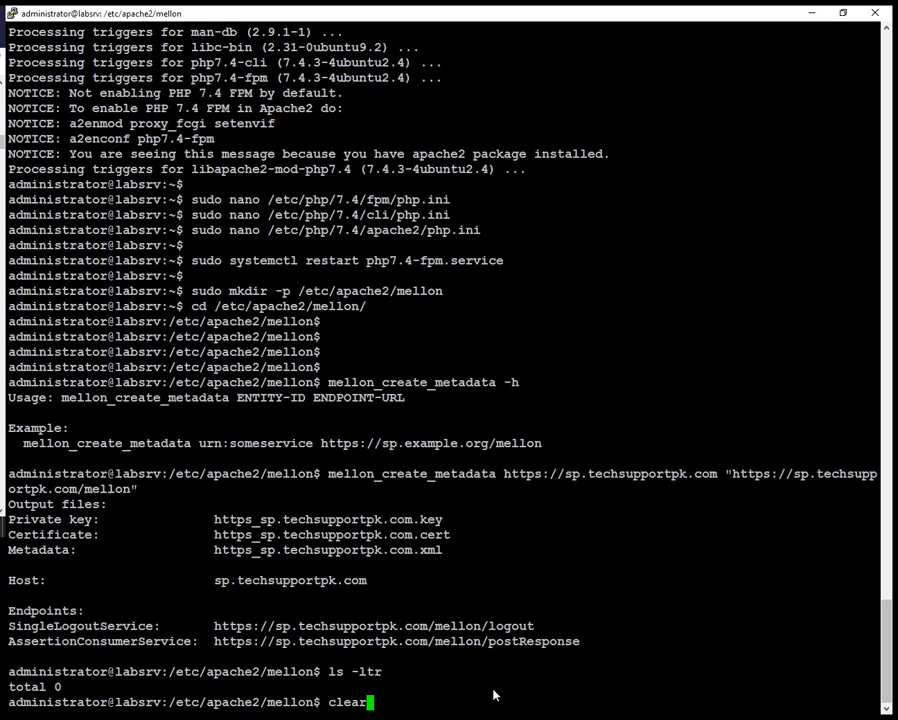 administrator@labsrv: /etc/apache2/mellon
Processing triggers for man-db (2.9.1-1) ...
Processing triggers for libc-bin (2.31-0ubuntu9.2) ...
Processing triggers for php7.4-cli (7.4.3-4ubuntu2.4) ...
Processing triggers for php7.4-fpm (7.4.3-4ubuntu2.4) ...
NOTICE: Not enabling PHP 7.4 FPM by default.
NOTICE: To enable PHP 7.4 FPM in Apache2 do:
NOTICE: a2enmod proxy_fcgi setenvif
NOTICE: a2enconf php7.4-fpm
NOTICE: You are seeing this message because you have apache2 package installed.
Processing triggers for libapache2-mod-php7.4 (7.4.3-4ubuntu2.4) ...
administrator@labsrv:~$
administrator@labsrv:~$ sudo nano /etc/php/7.4/fpm/php.ini
administrator@labsrv:~$ sudo nano /etc/php/7.4/cli/php.ini
administrator@labsrv:~$ sudo nano /etc/php/7.4/apache2/php.ini
administrator@labsrv:~$
administrator@labsrv:~$ sudo systemctl restart php7.4-fpm.service
administrator@labsrv:~$
administrator@labsrv:~$ sudo mkdir -p /etc/apache2/mellon
administrator@labsrv:~$ cd /etc/apache2/mellon/
administrator@labsrv:/etc/apache2/mellon$
administrator@labsrv:/etc/apache2/mellon$
administrator@labsrv:/etc/apache2/mellon$
administrator@labsrv:/etc/apache2/mellon$
administrator@labsrv:/etc/apache2/mellon$ mellon_create_metadata -h
Usage: mellon_create_metadata ENTITY-ID ENDPOINT-URL
Example:
mellon_create_metadata urn:someservice https://sp.example.org/mellon
administrator@labsrv:/etc/apache2/mellon$ mellon_create_metadata https://sp.techsupportpk.com "https://sp.techsupp
ortpk.com/mellon"
Output files:
Private key: https_sp.techsupportpk.com.key
Certificate: https_sp.techsupportpk.com.cert
Metadata: https_sp.techsupportpk.com.xml
Host: sp.techsupportpk.com
Endpoints:
SingleLogoutService: https://sp.techsupportpk.com/mellon/logout
AssertionConsumerService: https://sp.techsupportpk.com/mellon/postResponse
administrator@labsrv:/etc/apache2/mellon$ ls -ltr
total 0
administrator@labsrv:/etc/apache2/mellon$ clear